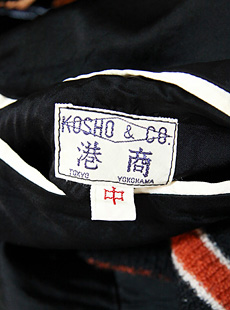 KOSHO & CO.
港 商
TOKYO YOKOHAMA
中